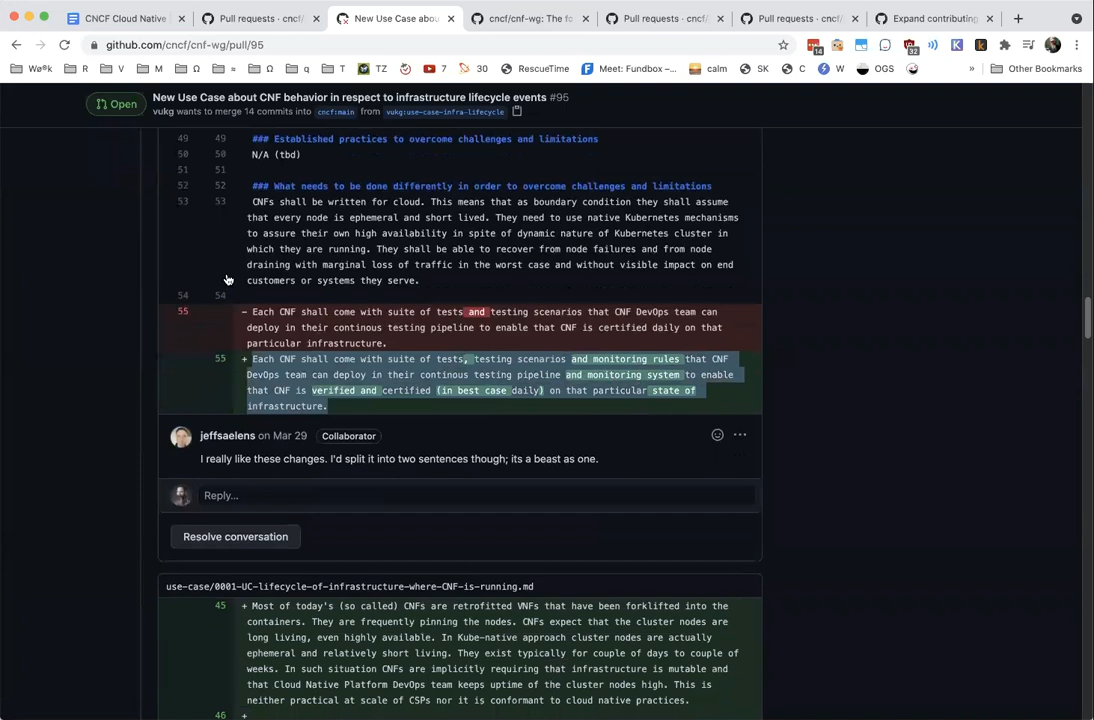 CNCF Cloud Native
Pull requests · cncf/
New Use Case abou
cncf/cnf-wg: The fo
Pull requests · cncf/
Pull requests · cncf/
Expand contributing
github.com/cncf/cnf-wg/pull/95
14
32
Wø®k
R
V
M
Ω
≈
Ω
q
T
TZ
7
30
RescueTime
Meet: Fundbox –...
calm
SK
C
W
OGS
»
Other Bookmarks
Open
New Use Case about CNF behavior in respect to infrastructure lifecycle events #95
vukg wants to merge 14 commits into cncf:main from vukg:use-case-infra-lifecycle
49 49 ### Established practices to overcome challenges and limitations
50 50 N/A (tbd)
51 51
52 52 ### What needs to be done differently in order to overcome challenges and limitations
53 53 CNFs shall be written for cloud. This means that as boundary condition they shall assume
that every node is ephemeral and short lived. They need to use native Kubernetes mechanisms
to assure their own high availability in spite of dynamic nature of Kubernetes cluster in
which they are running. They shall be able to recover from node failures and from node
draining with marginal loss of traffic in the worst case and without visible impact on end
customers or systems they serve.
54 54
55 - Each CNF shall come with suite of tests and testing scenarios that CNF DevOps team can
deploy in their continous testing pipeline to enable that CNF is certified daily on that
particular infrastructure.
55 + Each CNF shall come with suite of tests, testing scenarios and monitoring rules that CNF
DevOps team can deploy in their continous testing pipeline and monitoring system to enable
that CNF is verified and certified (in best case daily) on that particular state of
infrastructure.
jeffsaelens on Mar 29 Collaborator
I really like these changes. I'd split it into two sentences though; its a beast as one.
Reply...
Resolve conversation
use-case/0001-UC-lifecycle-of-infrastructure-where-CNF-is-running.md
45 + Most of today's (so called) CNFs are retrofitted VNFs that have been forklifted into the
containers. They are frequently pinning the nodes. CNFs expect that the cluster nodes are
long living, even highly available. In Kube-native approach cluster nodes are actually
ephemeral and relatively short living. They exist typically for couple of days to couple of
weeks. In such situation CNFs are implicitly requiring that infrastructure is mutable and
that Cloud Native Platform DevOps team keeps uptime of the cluster nodes high. This is
neither practical at scale of CSPs nor it is conformant to cloud native practices.
46 +